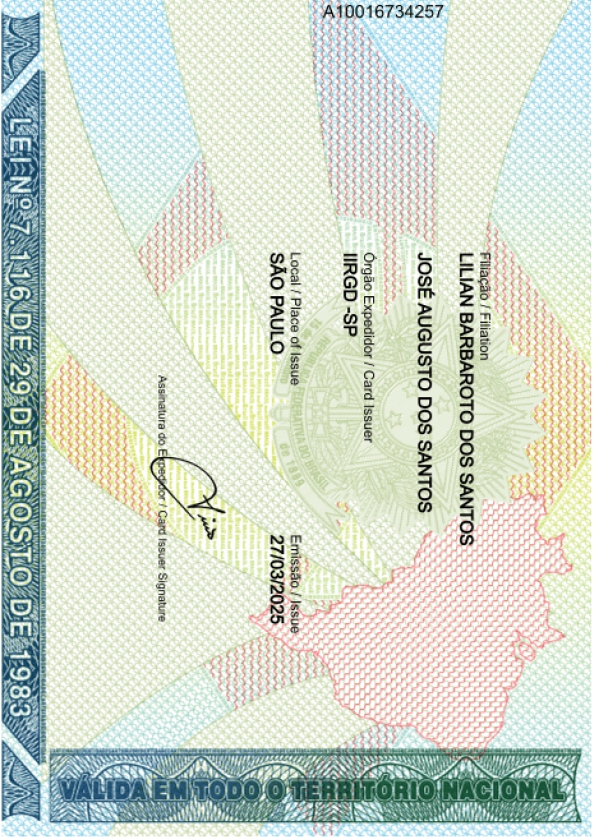 A10016734257
Filiação / Filiation
LILIAN BARBAROTO DOS SANTOS
JOSÉ AUGUSTO DOS SANTOS
Órgão Expedidor / Card Issuer
IIRGD -SP
Local / Place of Issue
SÃO PAULO
Emissão / Issue
27/03/2025
Assinatura do Expedidor / Card Issuer Signature
LEI Nº 7.116 DE 29 DE AGOSTO DE 1983
VÁLIDA EM TODO O TERRITÓRIO NACIONAL